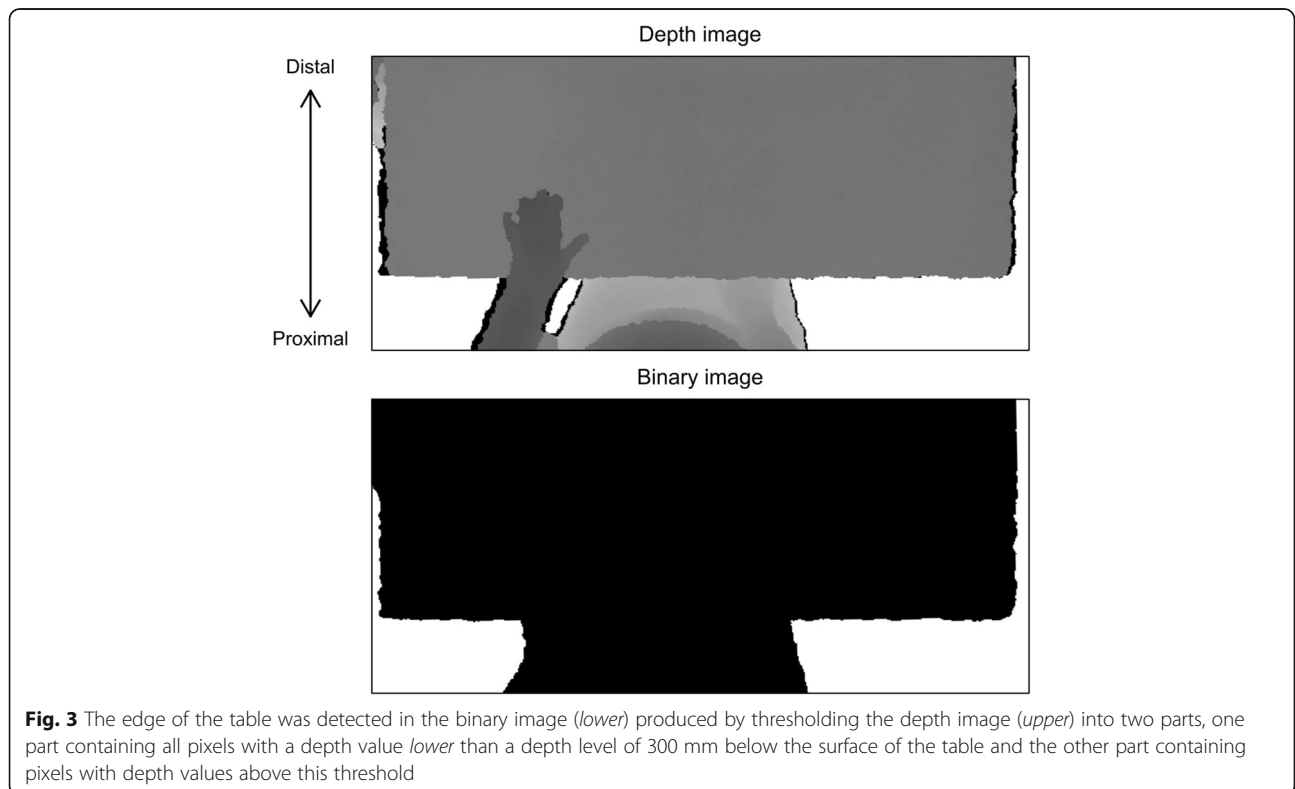 Depth image
Distal
Proximal
Binary image
Fig. 3 The edge of the table was detected in the binary image (lower) produced by thresholding the depth image (upper) into two parts, one
part containing all pixels with a depth value lower than a depth level of 300 mm below the surface of the table and the other part containing
pixels with depth values above this threshold